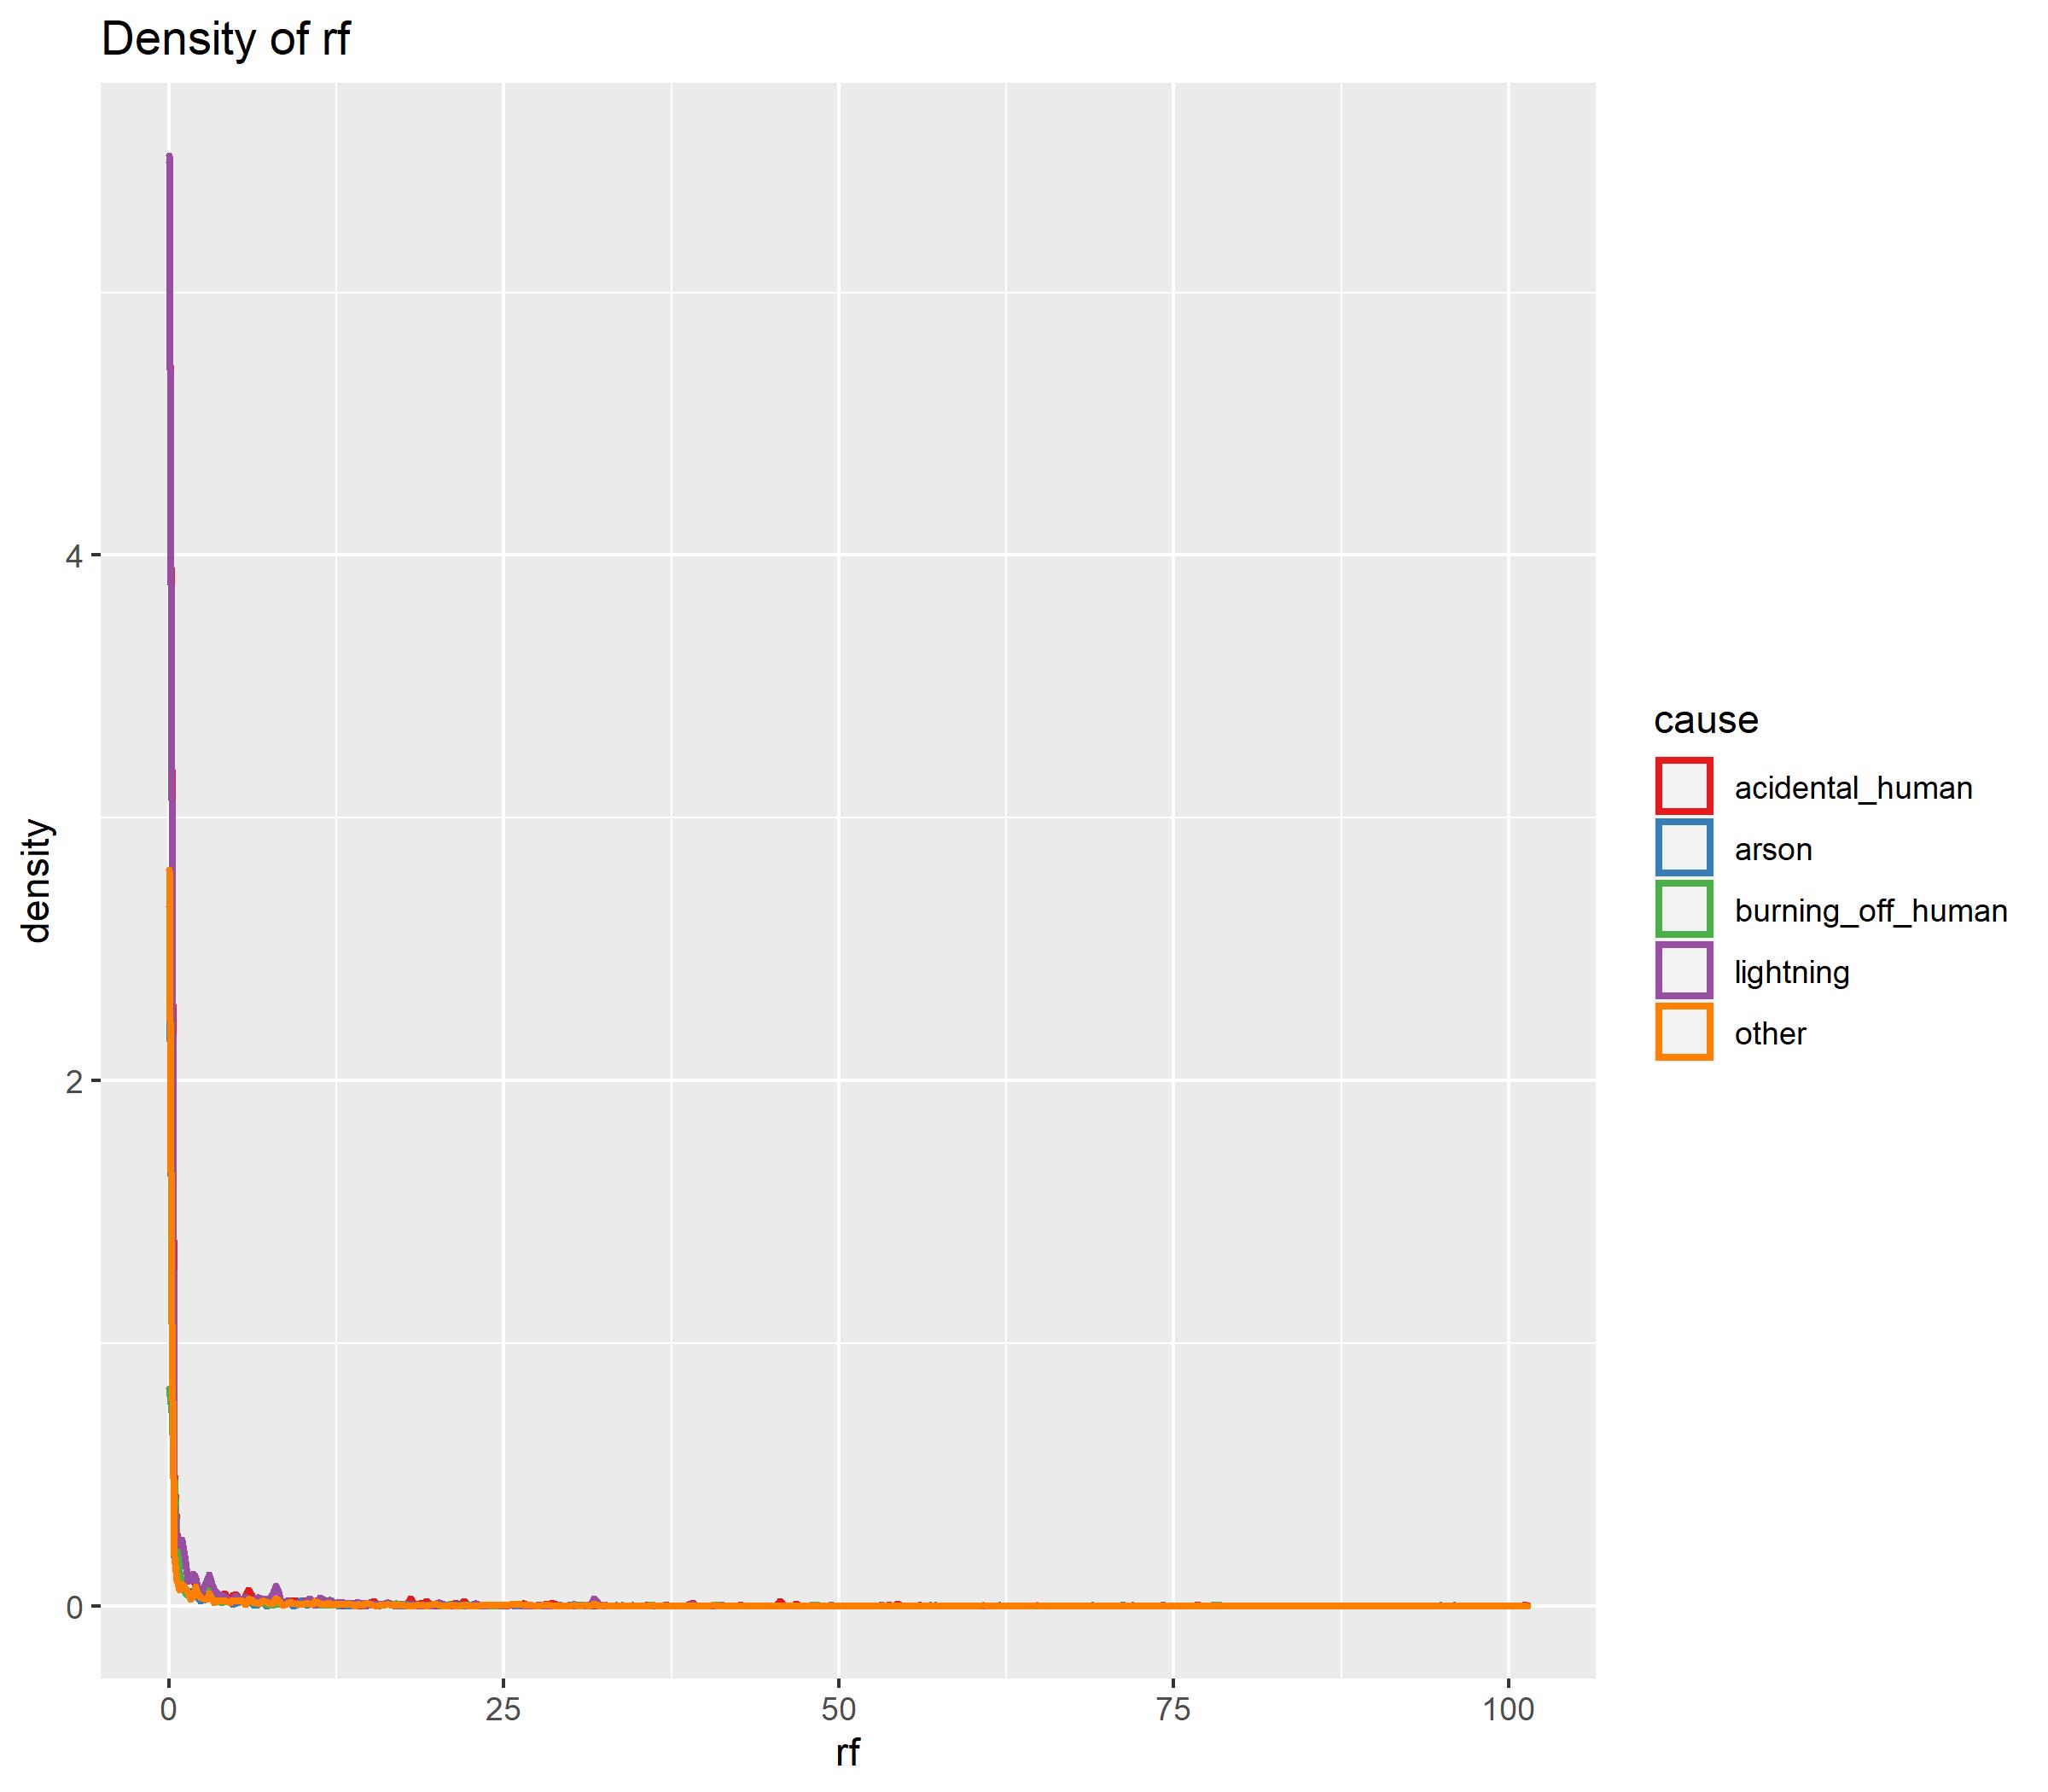 Density of rf
density
4
2
0
0 25 50 75 100
rf
cause
acidental_human
arson
burning_off_human
lightning
other